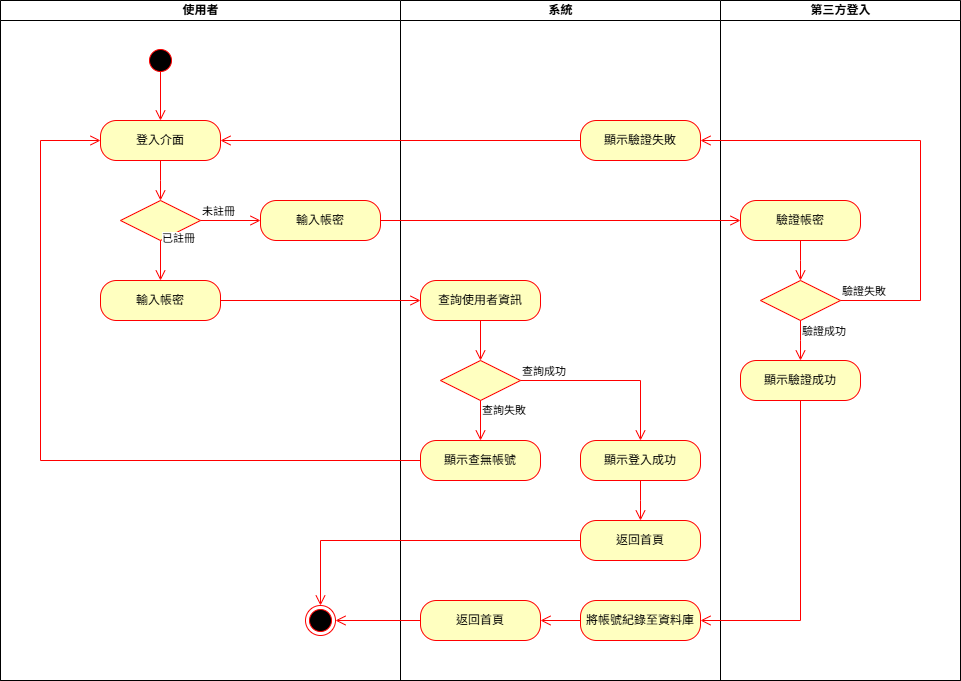 使用者
系統
第三方登入
登入介面
顯示驗證失敗
未註冊
輸入帳密
驗證帳密
已註冊
輸入帳密
查詢使用者資訊
驗證失敗
驗證成功
查詢成功
顯示驗證成功
查詢失敗
顯示查無帳號
顯示登入成功
返回首頁
返回首頁
將帳號紀錄至資料庫